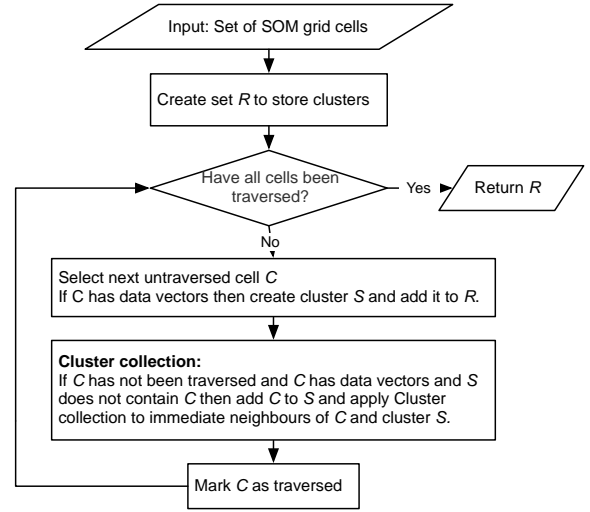 Input: Set of SOM grid cells
Create set R to store clusters
Have all cells been
traversed?
Yes
Return R
No
Select next untraversed cell C
If C has data vectors then create cluster S and add it to R.
Cluster collection:
If C has not been traversed and C has data vectors and S
does not contain C then add C to S and apply Cluster
collection to immediate neighbours of C and cluster S.
Mark C as traversed